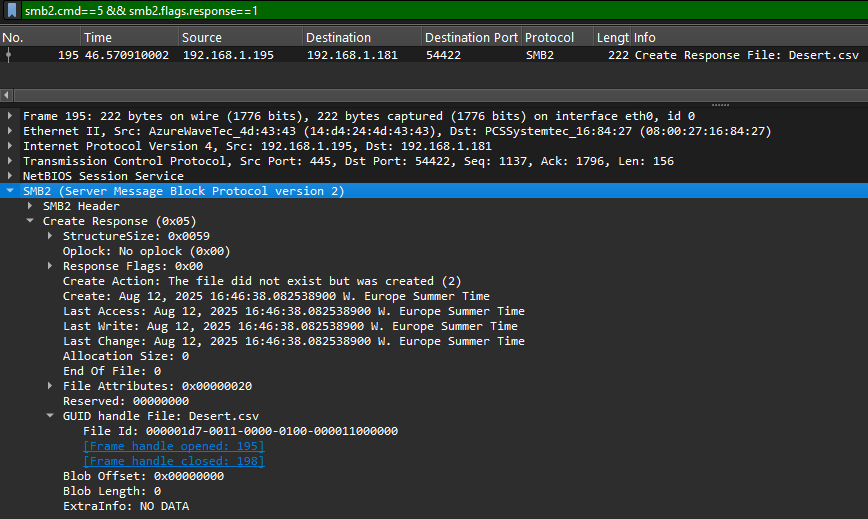 smb2.cmd==5 && smb2.flags.response==1
No. Time Source Destination Destination Port Protocol Lengt Info
195 46.570910002 192.168.1.195 192.168.1.181 54422 SMB2 222 Create Response File: Desert.csv
Frame 195: 222 bytes on wire (1776 bits), 222 bytes captured (1776 bits) on interface eth0, id 0
Ethernet II, Src: AzureWaveTec_4d:43:43 (14:d4:24:4d:43:43), Dst: PCSSystemtec_16:84:27 (08:00:27:16:84:27)
Internet Protocol Version 4, Src: 192.168.1.195, Dst: 192.168.1.181
Transmission Control Protocol, Src Port: 445, Dst Port: 54422, Seq: 1137, Ack: 1796, Len: 156
NetBIOS Session Service
SMB2 (Server Message Block Protocol version 2)
SMB2 Header
Create Response (0x05)
StructureSize: 0x0059
Oplock: No oplock (0x00)
Response Flags: 0x00
Create Action: The file did not exist but was created (2)
Create: Aug 12, 2025 16:46:38.082538900 W. Europe Summer Time
Last Access: Aug 12, 2025 16:46:38.082538900 W. Europe Summer Time
Last Write: Aug 12, 2025 16:46:38.082538900 W. Europe Summer Time
Last Change: Aug 12, 2025 16:46:38.082538900 W. Europe Summer Time
Allocation Size: 0
End Of File: 0
File Attributes: 0x00000020
Reserved: 00000000
GUID handle File: Desert.csv
File Id: 000001d7-0011-0000-0100-000011000000
[Frame handle opened: 195]
[Frame handle closed: 198]
Blob Offset: 0x00000000
Blob Length: 0
ExtraInfo: NO DATA